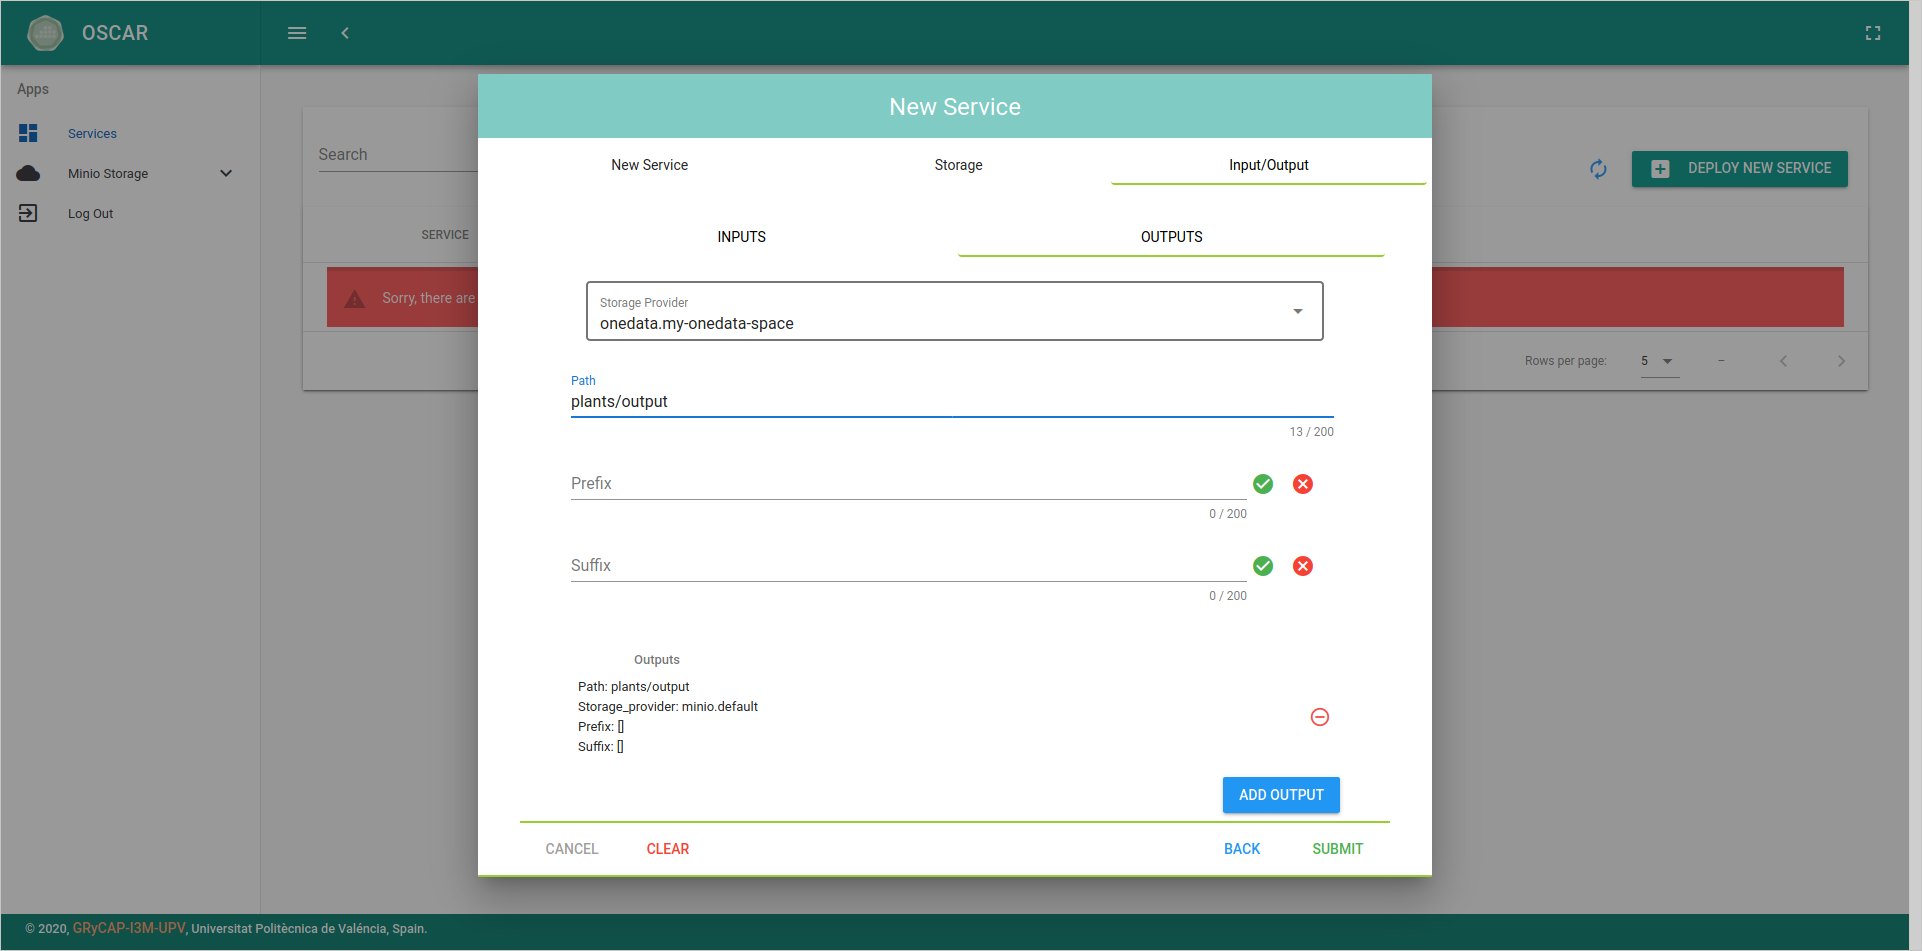 OSCAR
Apps
Services
Minio Storage
Log Out
Search
DEPLOY NEW SERVICE
SERVICE
Sorry, there are
Rows per page:
5
–
New Service
New Service
Storage
Input/Output
INPUTS
OUTPUTS
Storage Provider
onedata.my-onedata-space
Path
plants/output
13 / 200
Prefix
0 / 200
Suffix
0 / 200
Outputs
Path: plants/output
Storage_provider: minio.default
Prefix: []
Suffix: []
ADD OUTPUT
CANCEL
CLEAR
BACK
SUBMIT
© 2020, GRyCAP-I3M-UPV, Universitat Politècnica de Valéncia, Spain.